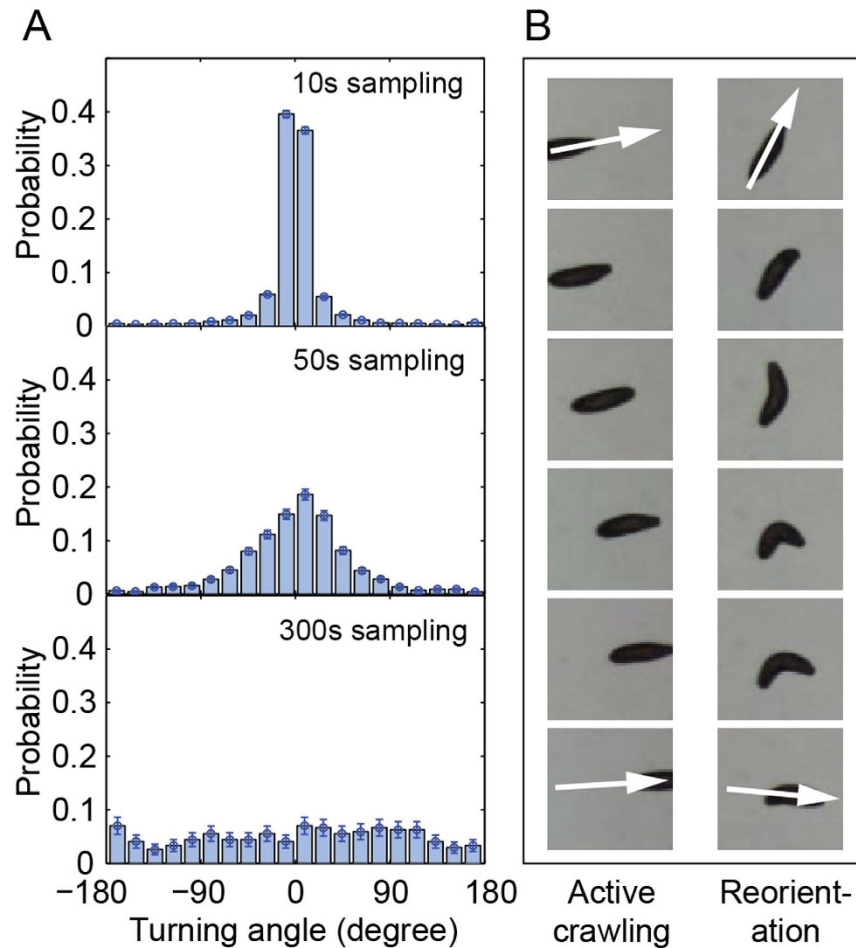 A
B
10s sampling
Probability
0.4
0.3
0.2
0.1
0
50s sampling
Probability
0.4
0.3
0.2
0.1
0
300s sampling
Probability
0.4
0.3
0.2
0.1
0
−180
−90
0
90
180
Turning angle (degree)
Active
crawling
Reorient-
ation